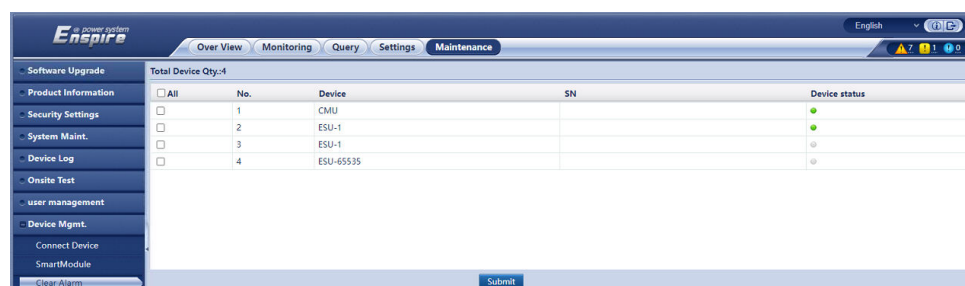 e power system
Enspire
English
Over View Monitoring Query Settings Maintenance
7 1 0
Software Upgrade
Product Information
Security Settings
System Maint.
Device Log
Onsite Test
user management
Device Mgmt.
Connect Device
SmartModule
Clear Alarm
Total Device Qty.:4
All No. Device SN Device status
1 CMU
2 ESU-1
3 ESU-1
4 ESU-65535
Submit